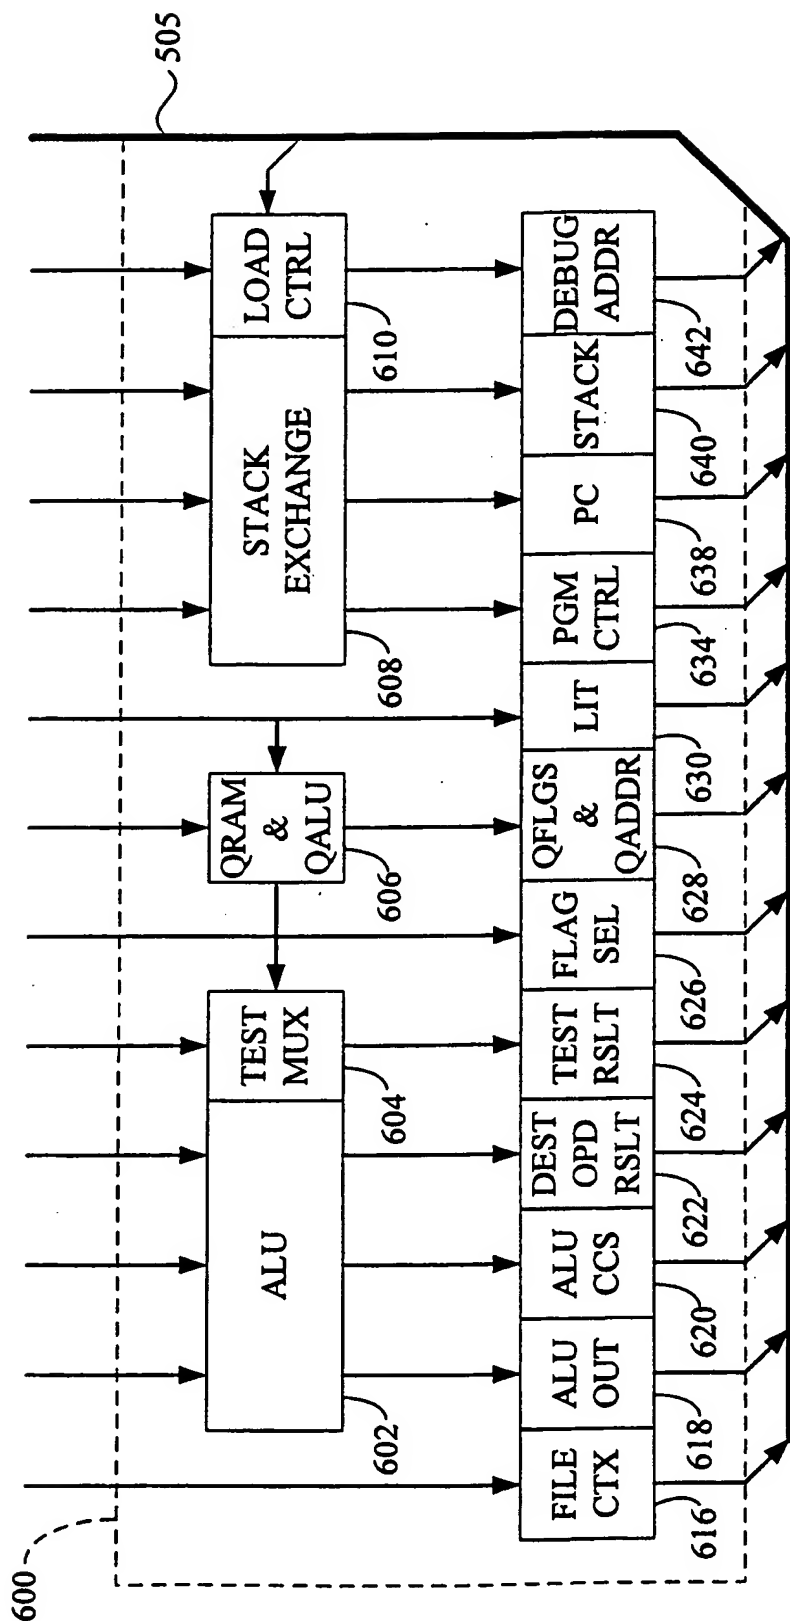 600
505
ALU
TEST
MUX
QRAM
&
QALU
STACK
EXCHANGE
LOAD
CTRL
602
604
606
608
610
FILE
CTX
ALU
OUT
ALU
CCS
DEST
OPD
RSLT
TEST
RSLT
FLAG
SEL
QFLGS
&
QADDR
LIT
PGM
CTRL
PC
STACK
DEBUG
ADDR
616
618
620
622
624
626
628
630
634
638
640
642